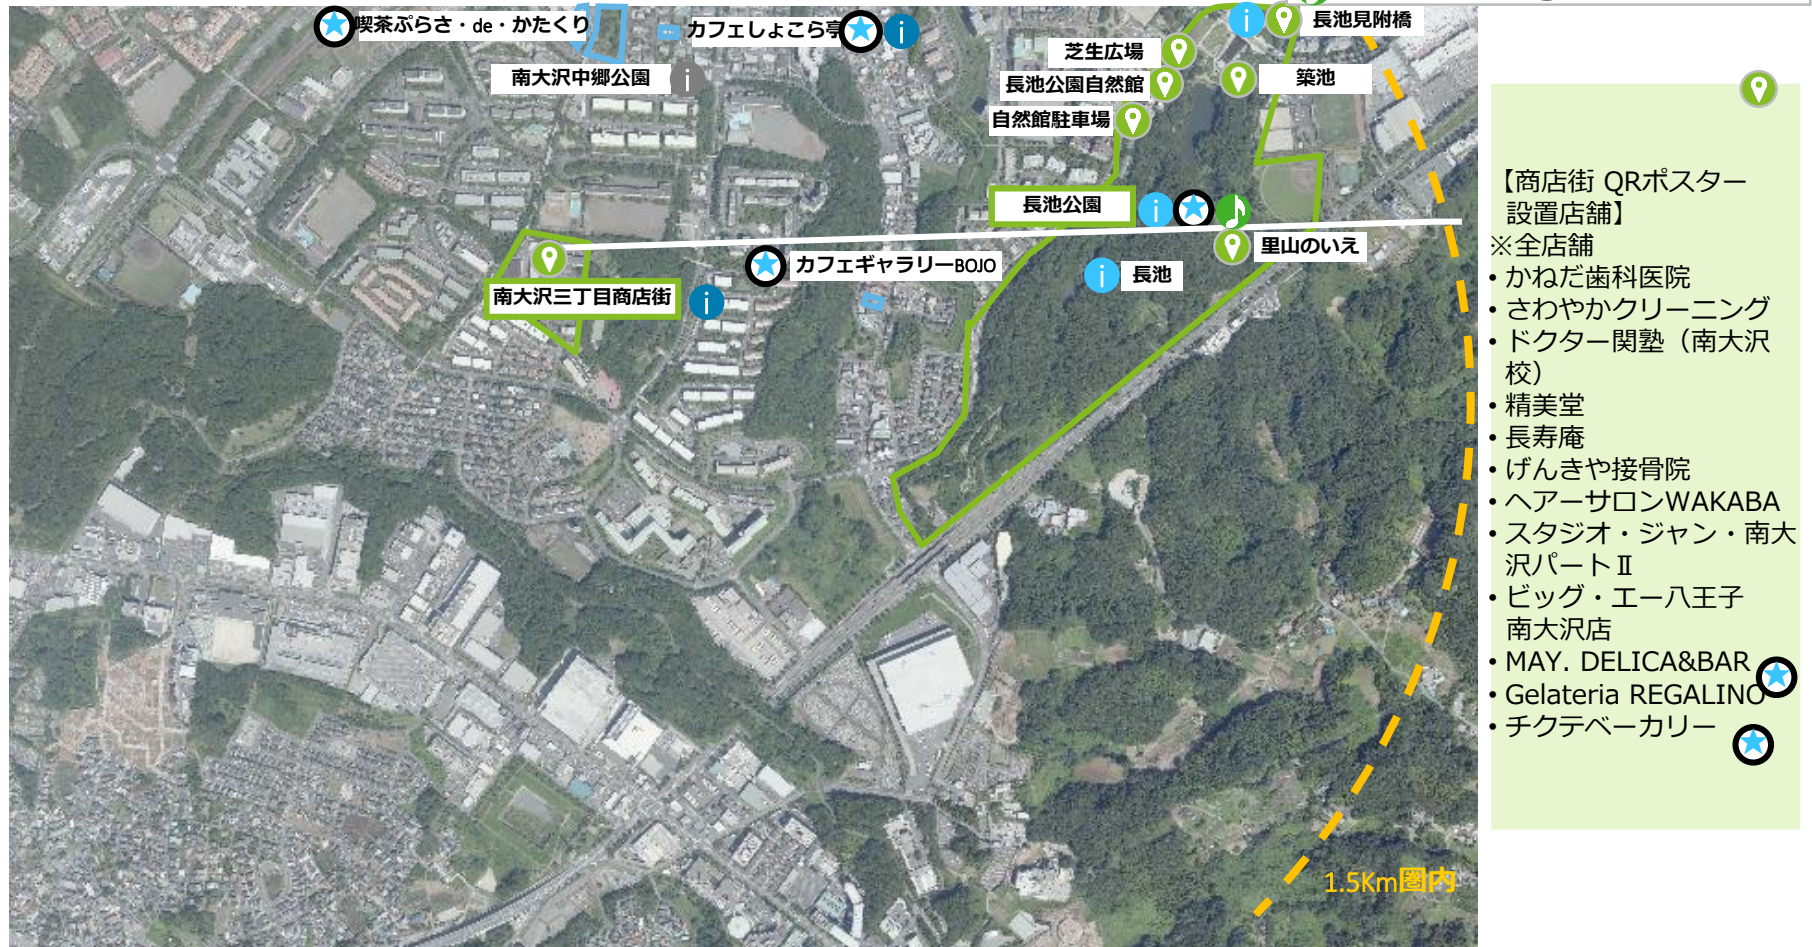 喫茶ぷらさ・de・かたくり
カフェしょこら亭
長池見附橋
芝生広場
南大沢中郷公園
長池公園自然館
築池
自然館駐車場
長池公園
里山のいえ
カフェギャラリーBOJO
長池
南大沢三丁目商店街
1.5Km圏内
【商店街 QRポスター
設置店舗】
※全店舗
• かねだ歯科医院
• さわやかクリーニング
• ドクター関塾（南大沢
校）
• 精美堂
• 長寿庵
• げんきや接骨院
• ヘアーサロンWAKABA
• スタジオ・ジャン・南大
沢パートⅡ
• ビッグ・エー八王子
南大沢店
• MAY. DELICA&BAR
• Gelateria REGALINO
• チクテベーカリー